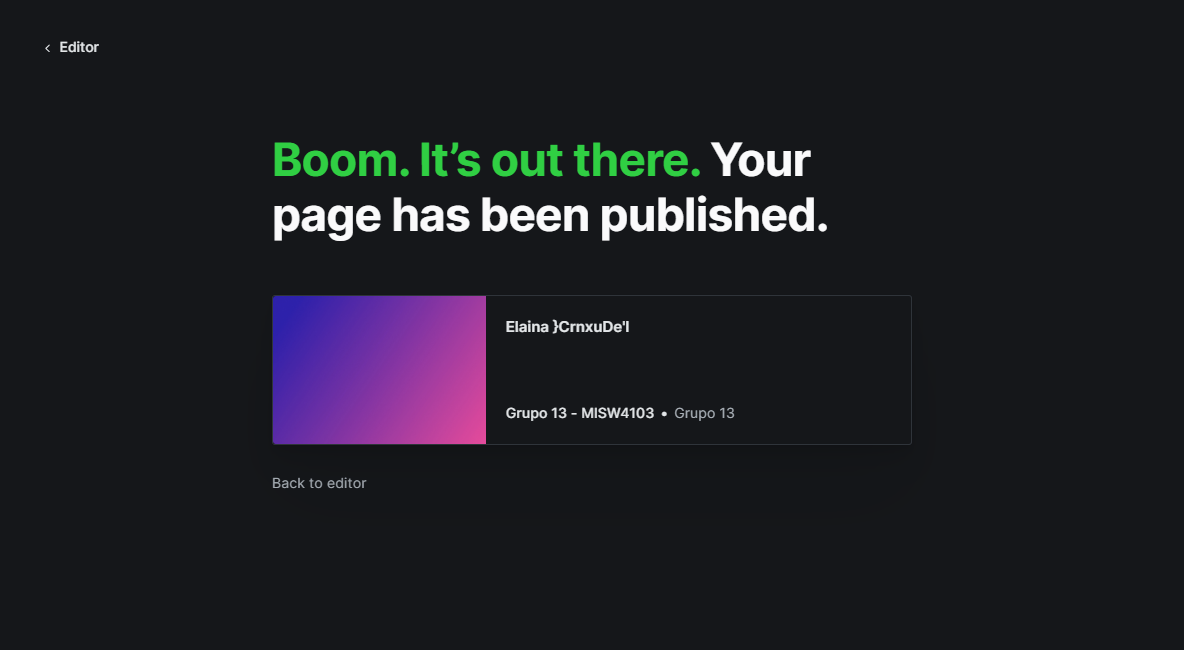 Editor
Boom. It’s out there. Your
page has been published.
Elaina }CrnxuDe'l
Grupo 13 - MISW4103 • Grupo 13
Back to editor